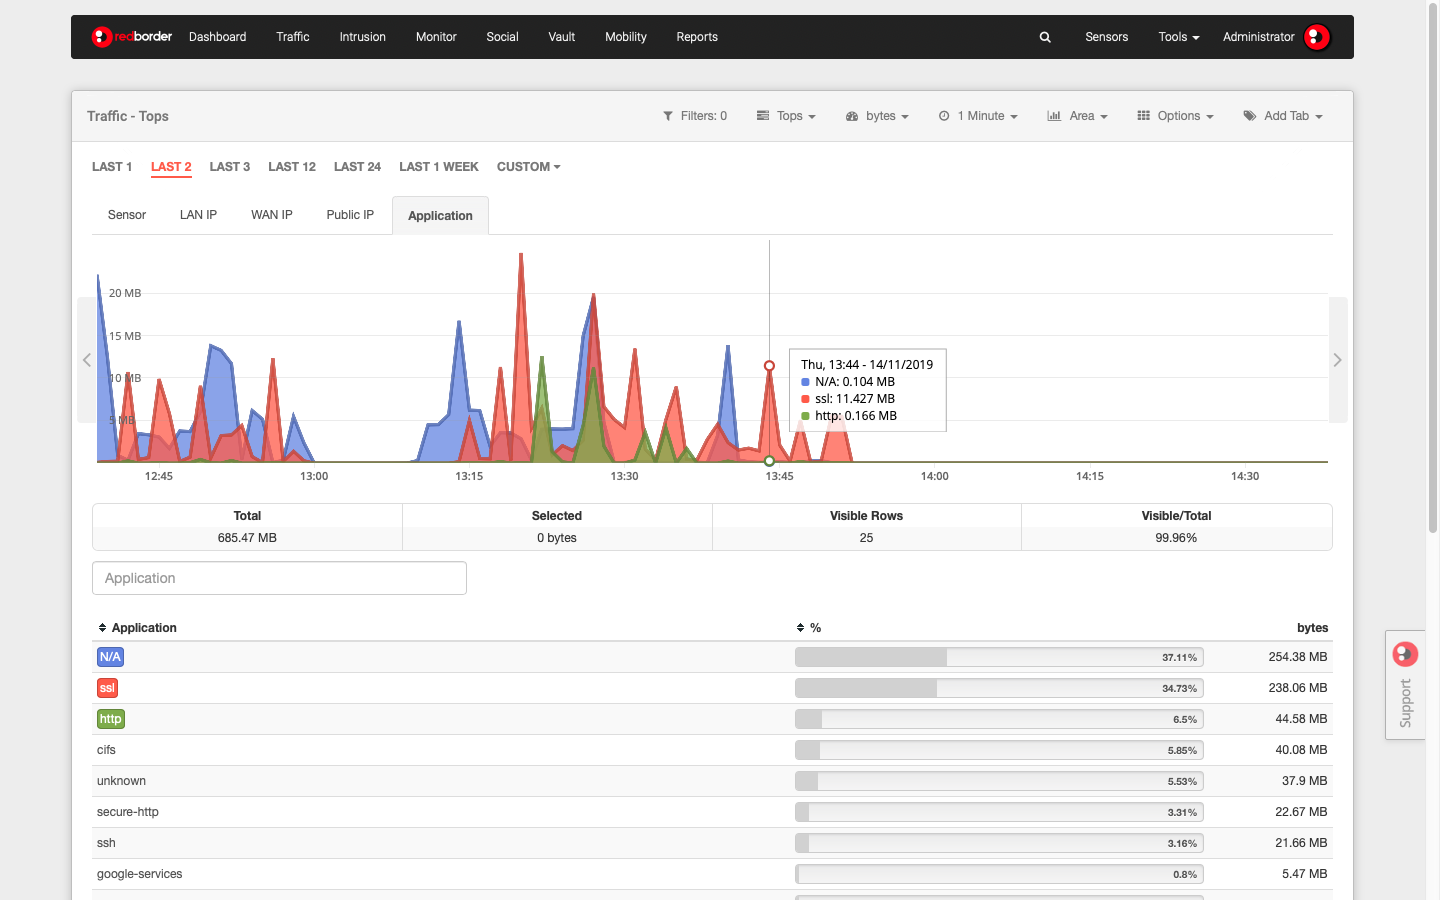 redborder Dashboard Traffic Intrusion Monitor Social Vault Mobility Reports Sensors Tools Administrator
Traffic - Tops Filters: 0 Tops bytes 1 Minute Area Options Add Tab
LAST 1 LAST 2 LAST 3 LAST 12 LAST 24 LAST 1 WEEK CUSTOM
Sensor LAN IP WAN IP Public IP Application
20 MB
15 MB
10 MB
5 MB
Thu, 13:44 - 14/11/2019
N/A: 0.104 MB
ssl: 11.427 MB
http: 0.166 MB
12:45 13:00 13:15 13:30 13:45 14:00 14:15 14:30
Total Selected Visible Rows Visible/Total
685.47 MB 0 bytes 25 99.96%
Application
Application % bytes
N/A 37.11% 254.38 MB
ssl 34.73% 238.06 MB
http 6.5% 44.58 MB
cifs 5.85% 40.08 MB
unknown 5.53% 37.9 MB
secure-http 3.31% 22.67 MB
ssh 3.16% 21.66 MB
google-services 0.8% 5.47 MB
Support